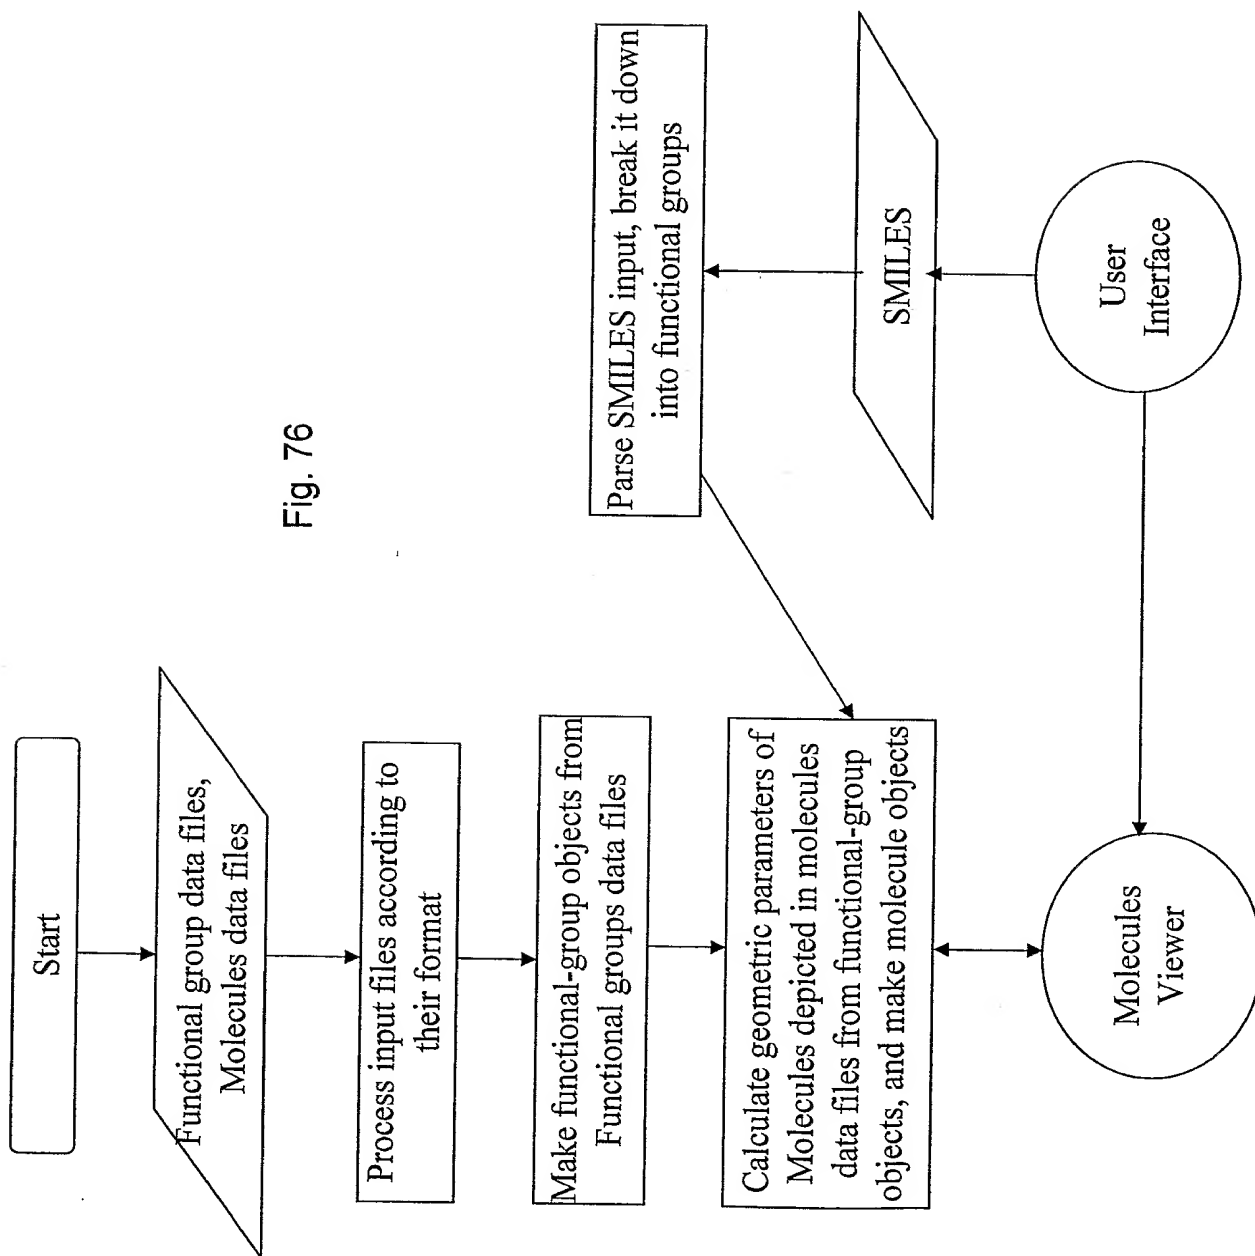 Start
Functional group data files,
Molecules data files
Process input files according to
their format
Make functional-group objects from
Functional groups data files
Calculate geometric parameters of
Molecules depicted in molecules
data files from functional-group
objects, and make molecule objects
Molecules
Viewer
Fig. 76
Parse SMILES input, break it down
into functional groups
SMILES
User
Interface